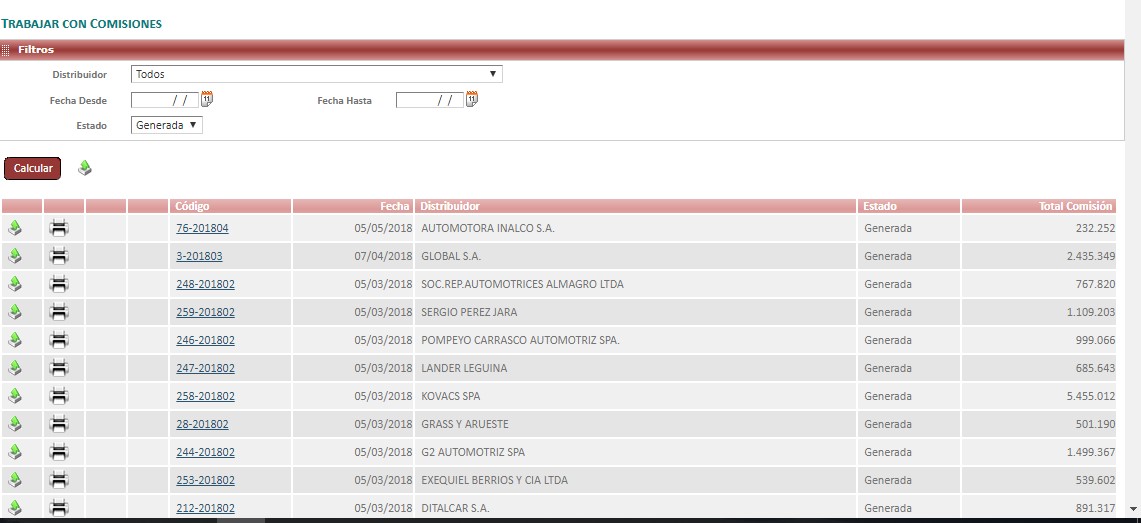 TRABAJAR CON COMISIONES
Filtros
Distribuidor Todos
Fecha Desde / / Fecha Hasta / /
Estado Generada
Calcular
Código Fecha Distribuidor Estado Total Comisión
76-201804 05/05/2018 AUTOMOTORA INALCO S.A. Generada 232.252
3-201803 07/04/2018 GLOBAL S.A. Generada 2.435.349
248-201802 05/03/2018 SOC.REP.AUTOMOTRICES ALMAGRO LTDA Generada 767.820
259-201802 05/03/2018 SERGIO PEREZ JARA Generada 1.109.203
246-201802 05/03/2018 POMPEYO CARRASCO AUTOMOTRIZ SPA. Generada 999.066
247-201802 05/03/2018 LANDER LEGUINA Generada 685.643
258-201802 05/03/2018 KOVACS SPA Generada 5.455.012
28-201802 05/03/2018 GRASS Y ARUESTE Generada 501.190
244-201802 05/03/2018 G2 AUTOMOTRIZ SPA Generada 1.499.367
253-201802 05/03/2018 EXEQUIEL BERRIOS Y CIA LTDA Generada 539.602
212-201802 05/03/2018 DITALCAR S.A. Generada 891.317